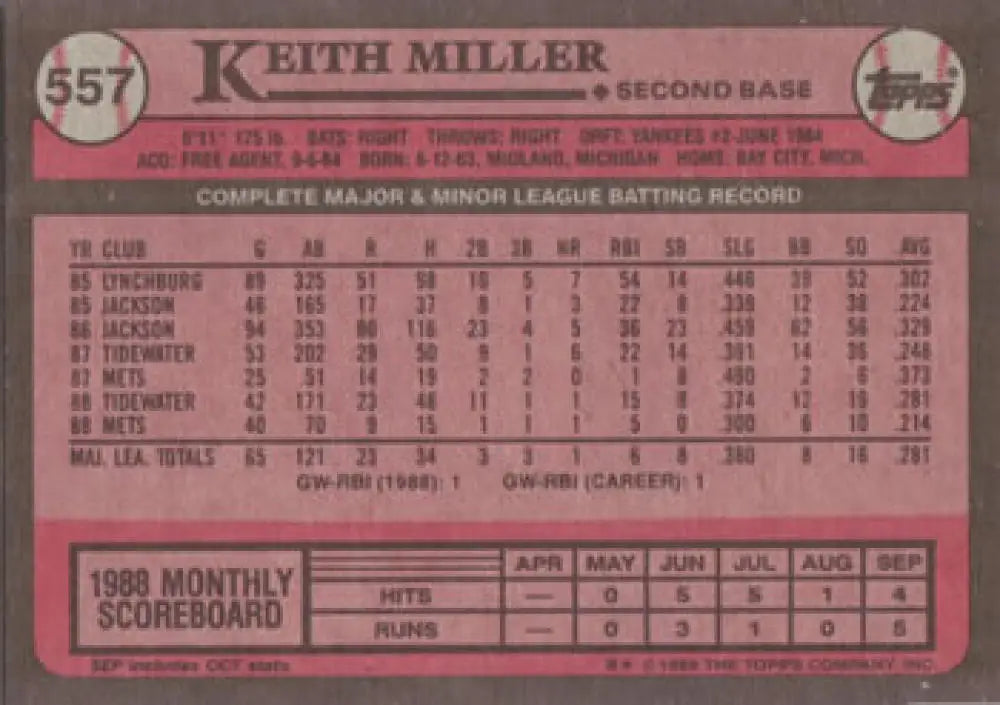 557 KEITH MILLER
SECOND BASE
topps
5'11" 175 lb. BATS: RIGHT THROWS: RIGHT DRFT: YANKEES #2-JUNE 1984
ACQ: FREE AGENT, 9-6-84 BORN: 6-12-63, MIDLAND, MICHIGAN HOME: BAY CITY, MICH.
COMPLETE MAJOR & MINOR LEAGUE BATTING RECORD
YR CLUB G AB R H 2B 3B HR RBI SB SLG BB SO AVG
85 LYNCHBURG 89 325 51 98 16 5 7 54 14 .446 39 52 .302
85 JACKSON 46 165 17 37 8 1 3 22 8 .339 12 38 .224
86 JACKSON 94 353 80 116 23 4 5 36 23 .459 62 56 .329
87 TIDEWATER 53 202 29 50 9 1 6 22 14 .391 14 36 .248
87 METS 25 51 14 19 2 2 0 1 8 .490 2 6 .373
88 TIDEWATER 42 171 23 48 11 1 1 15 8 .374 12 19 .281
88 METS 40 70 9 15 1 1 1 5 0 .300 6 10 .214
MAJ. LEA. TOTALS 65 121 23 34 3 3 1 6 8 .380 8 16 .281
GW-RBI (1988): 1 GW-RBI (CAREER): 1
1988 MONTHLY
SCOREBOARD
APR MAY JUN JUL AUG SEP
HITS — 0 5 5 1 4
RUNS — 0 3 1 0 5
SEP includes OCT stats B* © 1989 THE TOPPS COMPANY, INC.